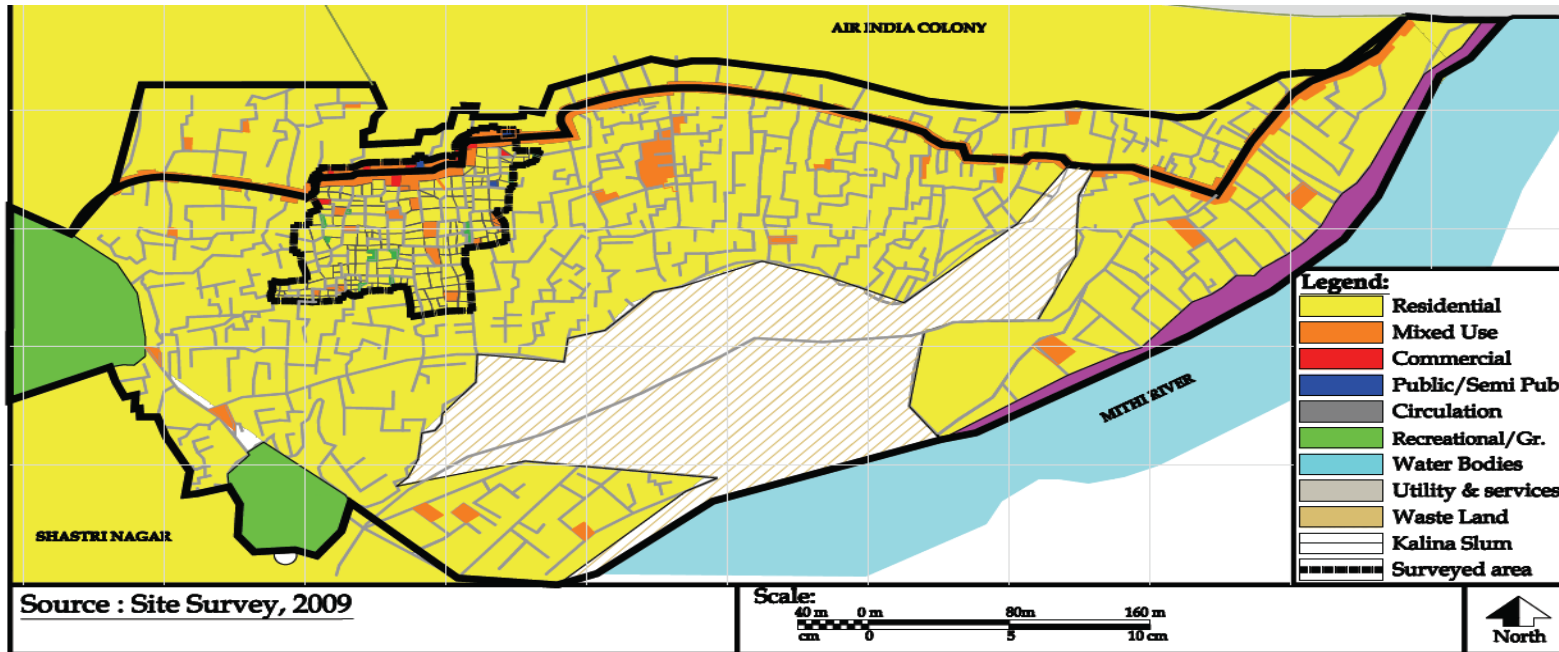 AIR INDIA COLONY
Legend:
Residential
Mixed Use
Commercial
Public/Semi Pub
Circulation
Recreational/Gr.
Water Bodies
Utility & services
Waste Land
Kalina Slum
Surveyed area
MITHI RIVER
SHASTRI NAGAR
Source : Site Survey, 2009
Scale:
40 m 0 m 80m 160 m
cm 0 5 10 cm
North